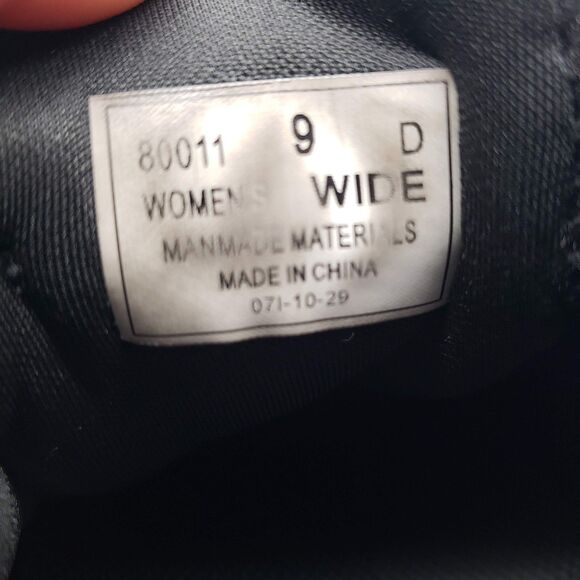 80011 9 D
WOMENS WIDE
MANMADE MATERIALS
MADE IN CHINA
07I-10-29